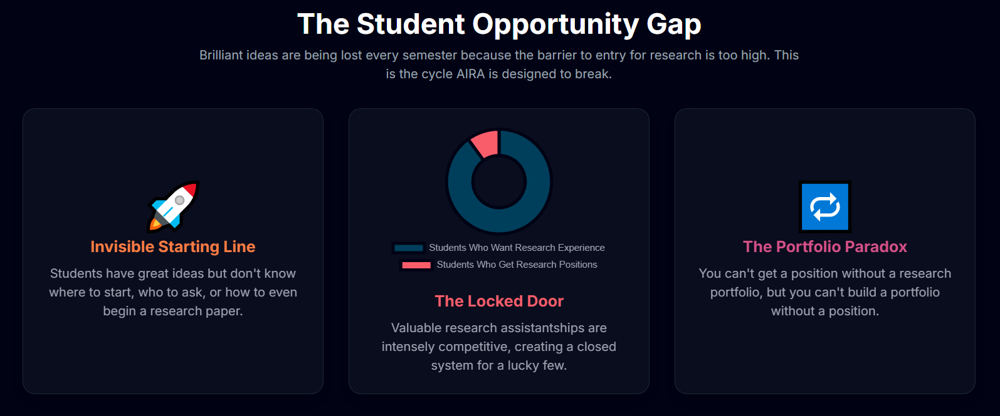 The Student Opportunity Gap
Brilliant ideas are being lost every semester because the barrier to entry for research is too high. This
is the cycle AIRA is designed to break.
Invisible Starting Line
Students have great ideas but don't know
where to start, who to ask, or how to even
begin a research paper.
Students Who Want Research Experience
Students Who Get Research Positions
The Locked Door
Valuable research assistantships are
intensely competitive, creating a closed
system for a lucky few.
The Portfolio Paradox
You can't get a position without a research
portfolio, but you can't build a portfolio
without a position.